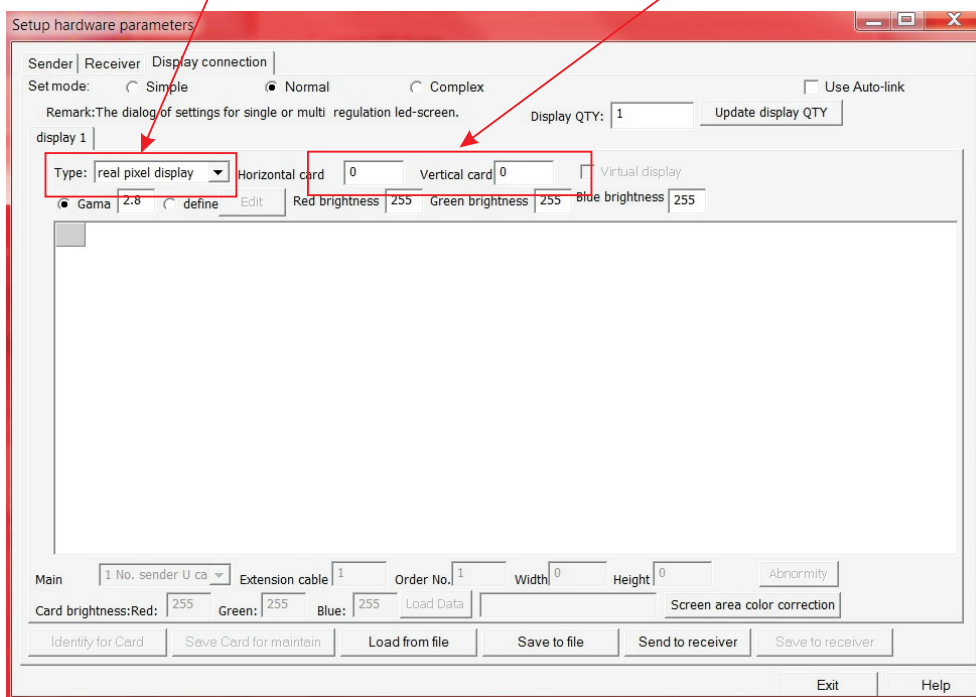 Setup hardware parameters
Sender Receiver Display connection
Set mode: Simple Normal Complex Use Auto-link
Remark:The dialog of settings for single or multi regulation led-screen. Display QTY: 1 Update display QTY
display 1
Type: real pixel display Horizontal card 0 Vertical card 0 Virtual display
Gama 2.8 define Edit Red brightness 255 Green brightness 255 Blue brightness 255
Main 1 No. sender U ca Extension cable 1 Order No. 1 Width 0 Height 0 Abnormity
Card brightness:Red: 255 Green: 255 Blue: 255 Load Data Screen area color correction
Identify for Card Save Card for maintain Load from file Save to file Send to receiver Save to receiver
Exit Help